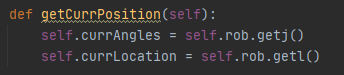 def getCurrPosition(self):
    self.currAngles = self.rob.getj()
    self.currLocation = self.rob.getl()